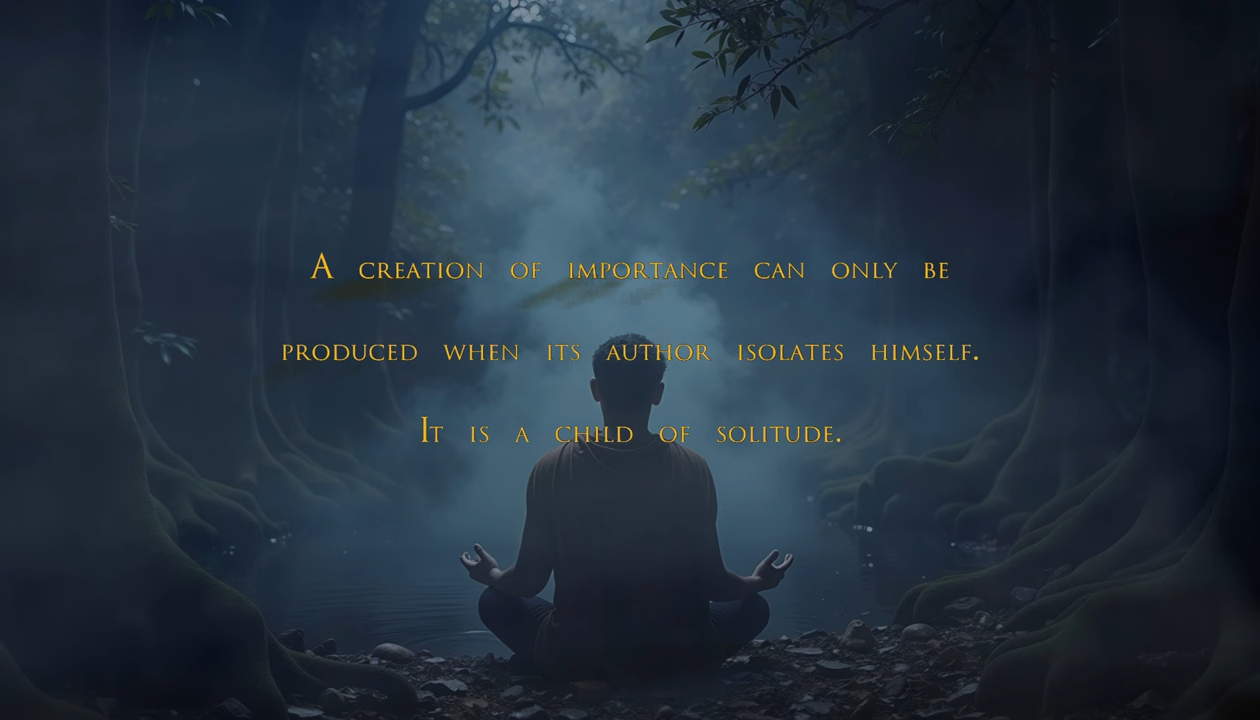 A creation of importance can only be
produced when its author isolates himself.
It is a child of solitude.